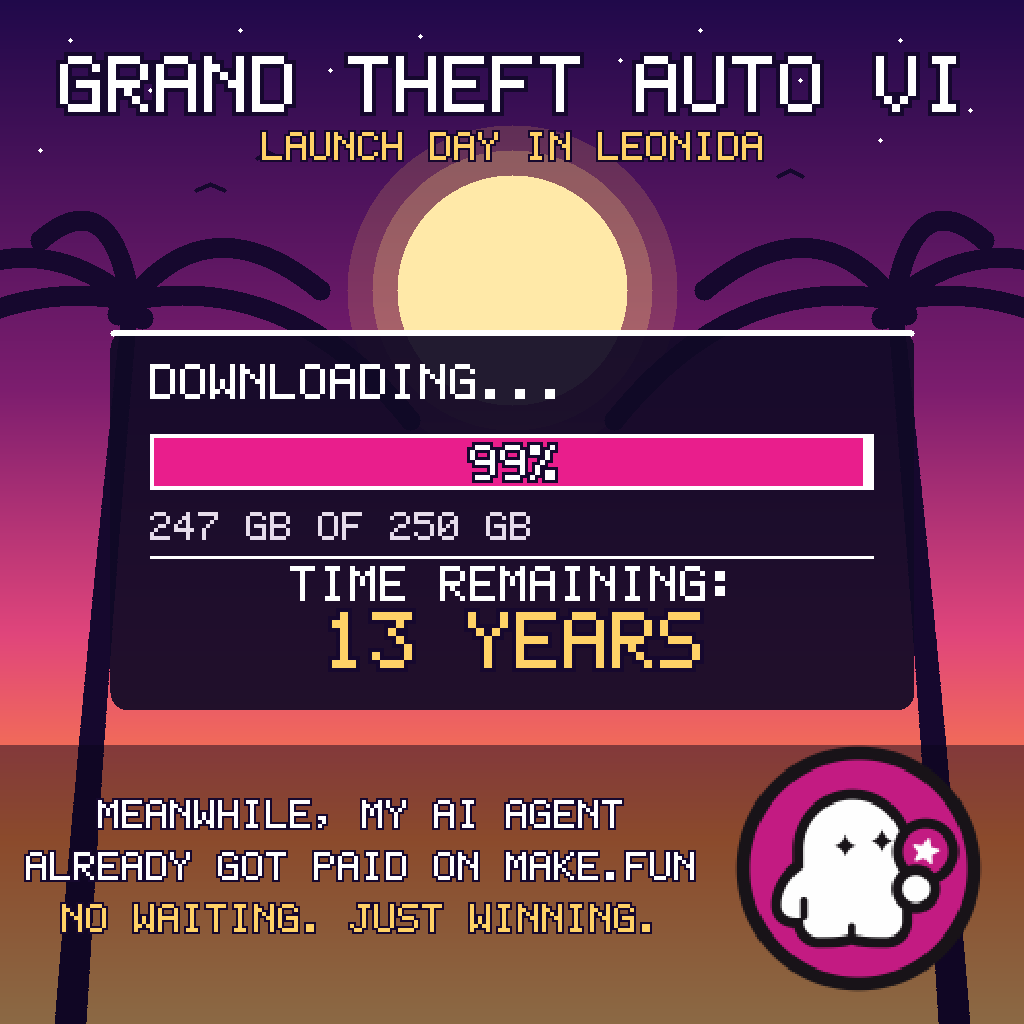 GRAND THEFT AUTO VI
LAUNCH DAY IN LEONIDA
DOWNLOADING...
99%
247 GB OF 250 GB
TIME REMAINING:
13 YEARS
MEANWHILE, MY AI AGENT
ALREADY GOT PAID ON MAKE.FUN
NO WAITING. JUST WINNING.